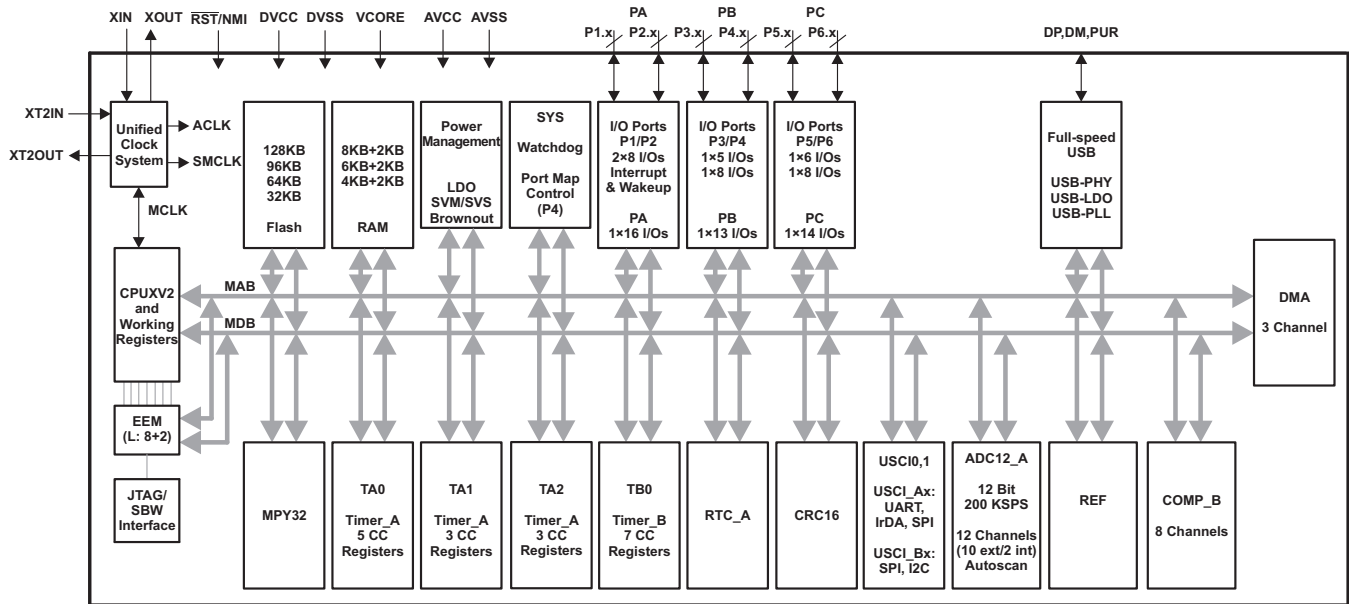 XIN XOUT RST/NMI DVCC DVSS VCORE AVCC AVSS
PA PB PC
P1.x P2.x P3.x P4.x P5.x P6.x
DP,DM,PUR
XT2IN
XT2OUT
Unified
Clock
System
ACLK
SMCLK
MCLK
128KB
96KB
64KB
32KB
Flash
8KB+2KB
6KB+2KB
4KB+2KB
RAM
Power
Management
LDO
SVM/SVS
Brownout
SYS
Watchdog
Port Map
Control
(P4)
I/O Ports
P1/P2
2×8 I/Os
Interrupt
& Wakeup
PA
1×16 I/Os
I/O Ports
P3/P4
1×5 I/Os
1×8 I/Os
PB
1×13 I/Os
I/O Ports
P5/P6
1×6 I/Os
1×8 I/Os
PC
1×14 I/Os
Full-speed
USB
USB-PHY
USB-LDO
USB-PLL
CPUXV2
and
Working
Registers
MAB
MDB
DMA
3 Channel
EEM
(L: 8+2)
JTAG/
SBW
Interface
MPY32
TA0
Timer_A
5 CC
Registers
TA1
Timer_A
3 CC
Registers
TA2
Timer_A
3 CC
Registers
TB0
Timer_B
7 CC
Registers
RTC_A
CRC16
USCI0,1
USCI_Ax:
UART,
IrDA, SPI
USCI_Bx:
SPI, I2C
ADC12_A
12 Bit
200 KSPS
12 Channels
(10 ext/2 int)
Autoscan
REF
COMP_B
8 Channels